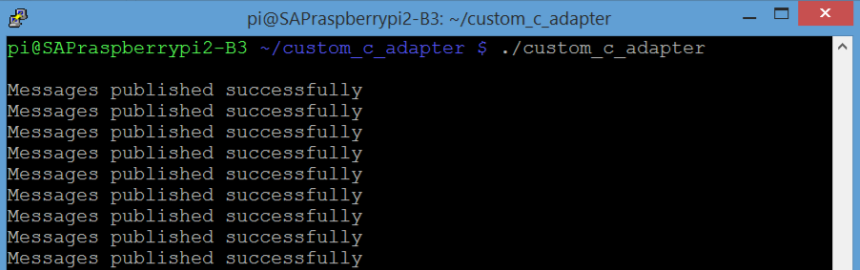 pi@SAPraspberrypi2-B3: ~/custom_c_adapter
pi@SAPraspberrypi2-B3 ~/custom_c_adapter $ ./custom_c_adapter
Messages published successfully
Messages published successfully
Messages published successfully
Messages published successfully
Messages published successfully
Messages published successfully
Messages published successfully
Messages published successfully
Messages published successfully